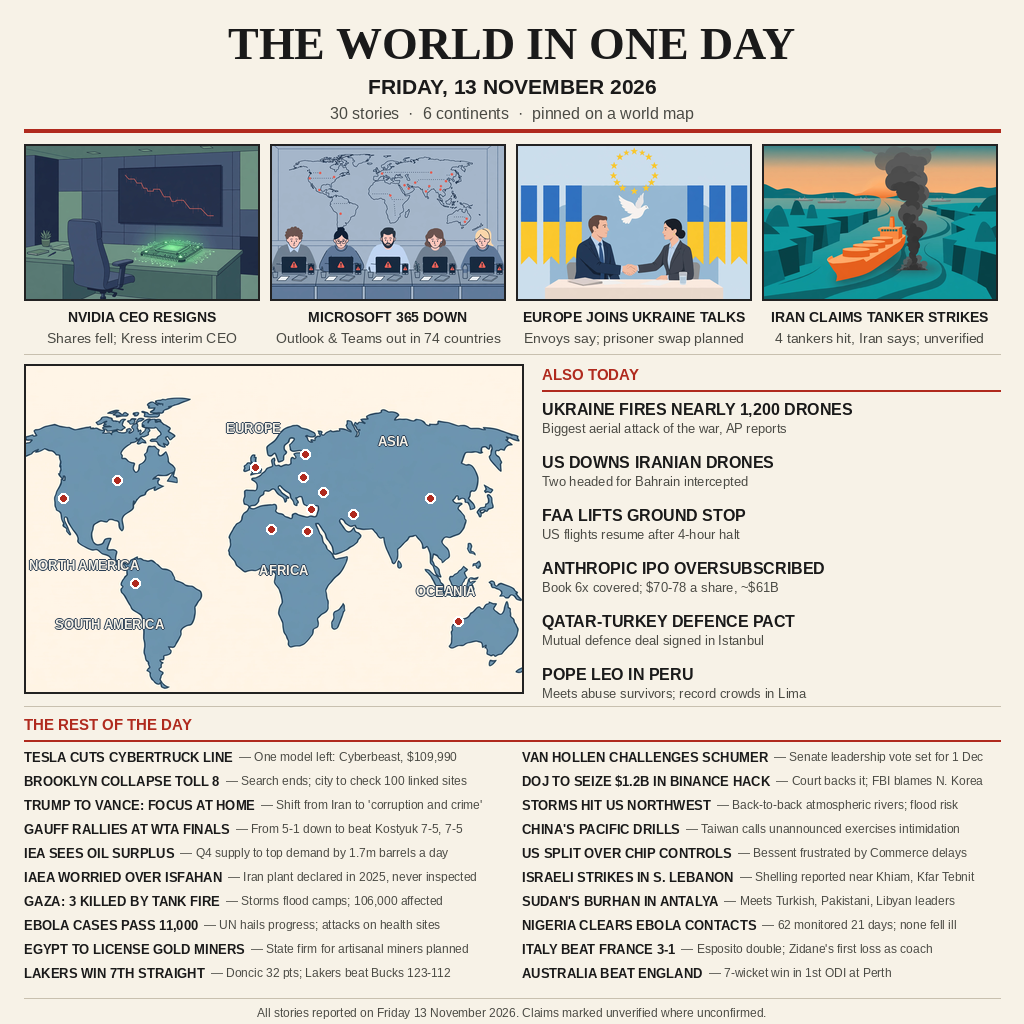 THE WORLD IN ONE DAY
FRIDAY, 13 NOVEMBER 2026
30 stories · 6 continents · pinned on a world map
NVIDIA CEO RESIGNS
Shares fell; Kress interim CEO
MICROSOFT 365 DOWN
Outlook & Teams out in 74 countries
EUROPE JOINS UKRAINE TALKS
Envoys say; prisoner swap planned
IRAN CLAIMS TANKER STRIKES
4 tankers hit, Iran says; unverified
EUROPE
ASIA
NORTH AMERICA
AFRICA
OCEANIA
SOUTH AMERICA
ALSO TODAY
UKRAINE FIRES NEARLY 1,200 DRONES
Biggest aerial attack of the war, AP reports
US DOWNS IRANIAN DRONES
Two headed for Bahrain intercepted
FAA LIFTS GROUND STOP
US flights resume after 4-hour halt
ANTHROPIC IPO OVERSUBSCRIBED
Book 6x covered; $70-78 a share, ~$61B
QATAR-TURKEY DEFENCE PACT
Mutual defence deal signed in Istanbul
POPE LEO IN PERU
Meets abuse survivors; record crowds in Lima
THE REST OF THE DAY
TESLA CUTS CYBERTRUCK LINE — One model left: Cyberbeast, $109,990
BROOKLYN COLLAPSE TOLL 8 — Search ends; city to check 100 linked sites
TRUMP TO VANCE: FOCUS AT HOME — Shift from Iran to 'corruption and crime'
GAUFF RALLIES AT WTA FINALS — From 5-1 down to beat Kostyuk 7-5, 7-5
IEA SEES OIL SURPLUS — Q4 supply to top demand by 1.7m barrels a day
IAEA WORRIED OVER ISFAHAN — Iran plant declared in 2025, never inspected
GAZA: 3 KILLED BY TANK FIRE — Storms flood camps; 106,000 affected
EBOLA CASES PASS 11,000 — UN hails progress; attacks on health sites
EGYPT TO LICENSE GOLD MINERS — State firm for artisanal miners planned
LAKERS WIN 7TH STRAIGHT — Doncic 32 pts; Lakers beat Bucks 123-112
VAN HOLLEN CHALLENGES SCHUMER — Senate leadership vote set for 1 Dec
DOJ TO SEIZE $1.2B IN BINANCE HACK — Court backs it; FBI blames N. Korea
STORMS HIT US NORTHWEST — Back-to-back atmospheric rivers; flood risk
CHINA'S PACIFIC DRILLS — Taiwan calls unannounced exercises intimidation
US SPLIT OVER CHIP CONTROLS — Bessent frustrated by Commerce delays
ISRAELI STRIKES IN S. LEBANON — Shelling reported near Khiam, Kfar Tebnit
SUDAN'S BURHAN IN ANTALYA — Meets Turkish, Pakistani, Libyan leaders
NIGERIA CLEARS EBOLA CONTACTS — 62 monitored 21 days; none fell ill
ITALY BEAT FRANCE 3-1 — Esposito double; Zidane's first loss as coach
AUSTRALIA BEAT ENGLAND — 7-wicket win in 1st ODI at Perth
All stories reported on Friday 13 November 2026. Claims marked unverified where unconfirmed.